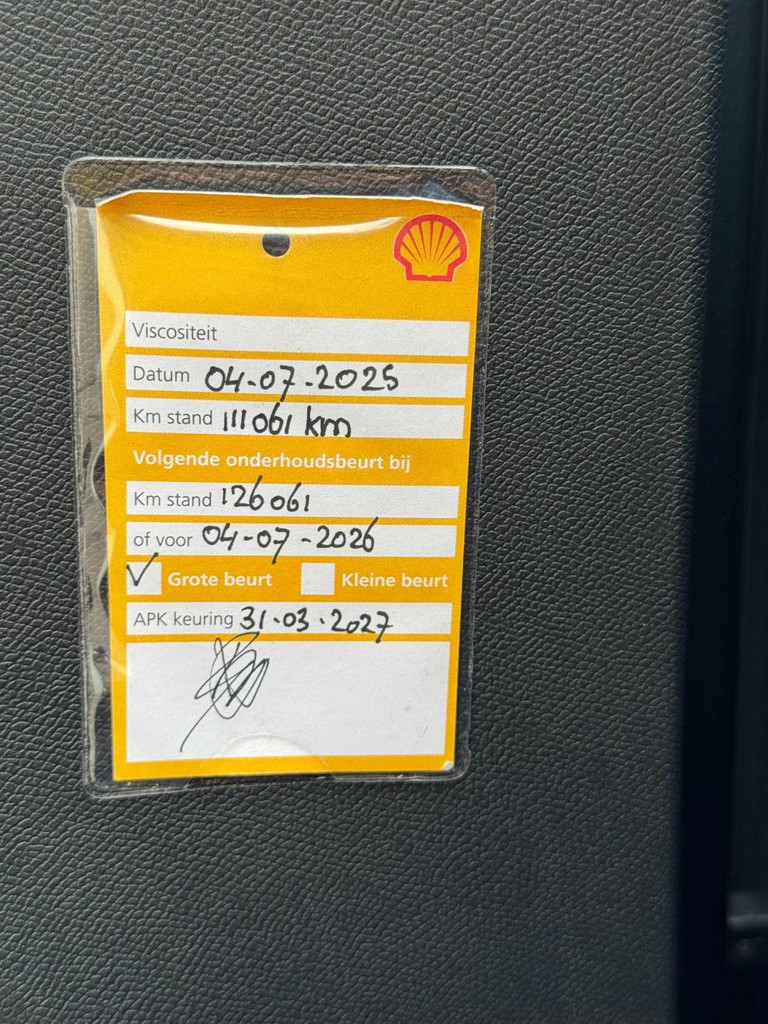 Viscositeit
Datum 04-07-2025
Km stand 111061 km
Volgende onderhoudsbeurt bij
Km stand 126061
of voor 04-07-2026
Grote beurt Kleine beurt
APK keuring 31.03.2027